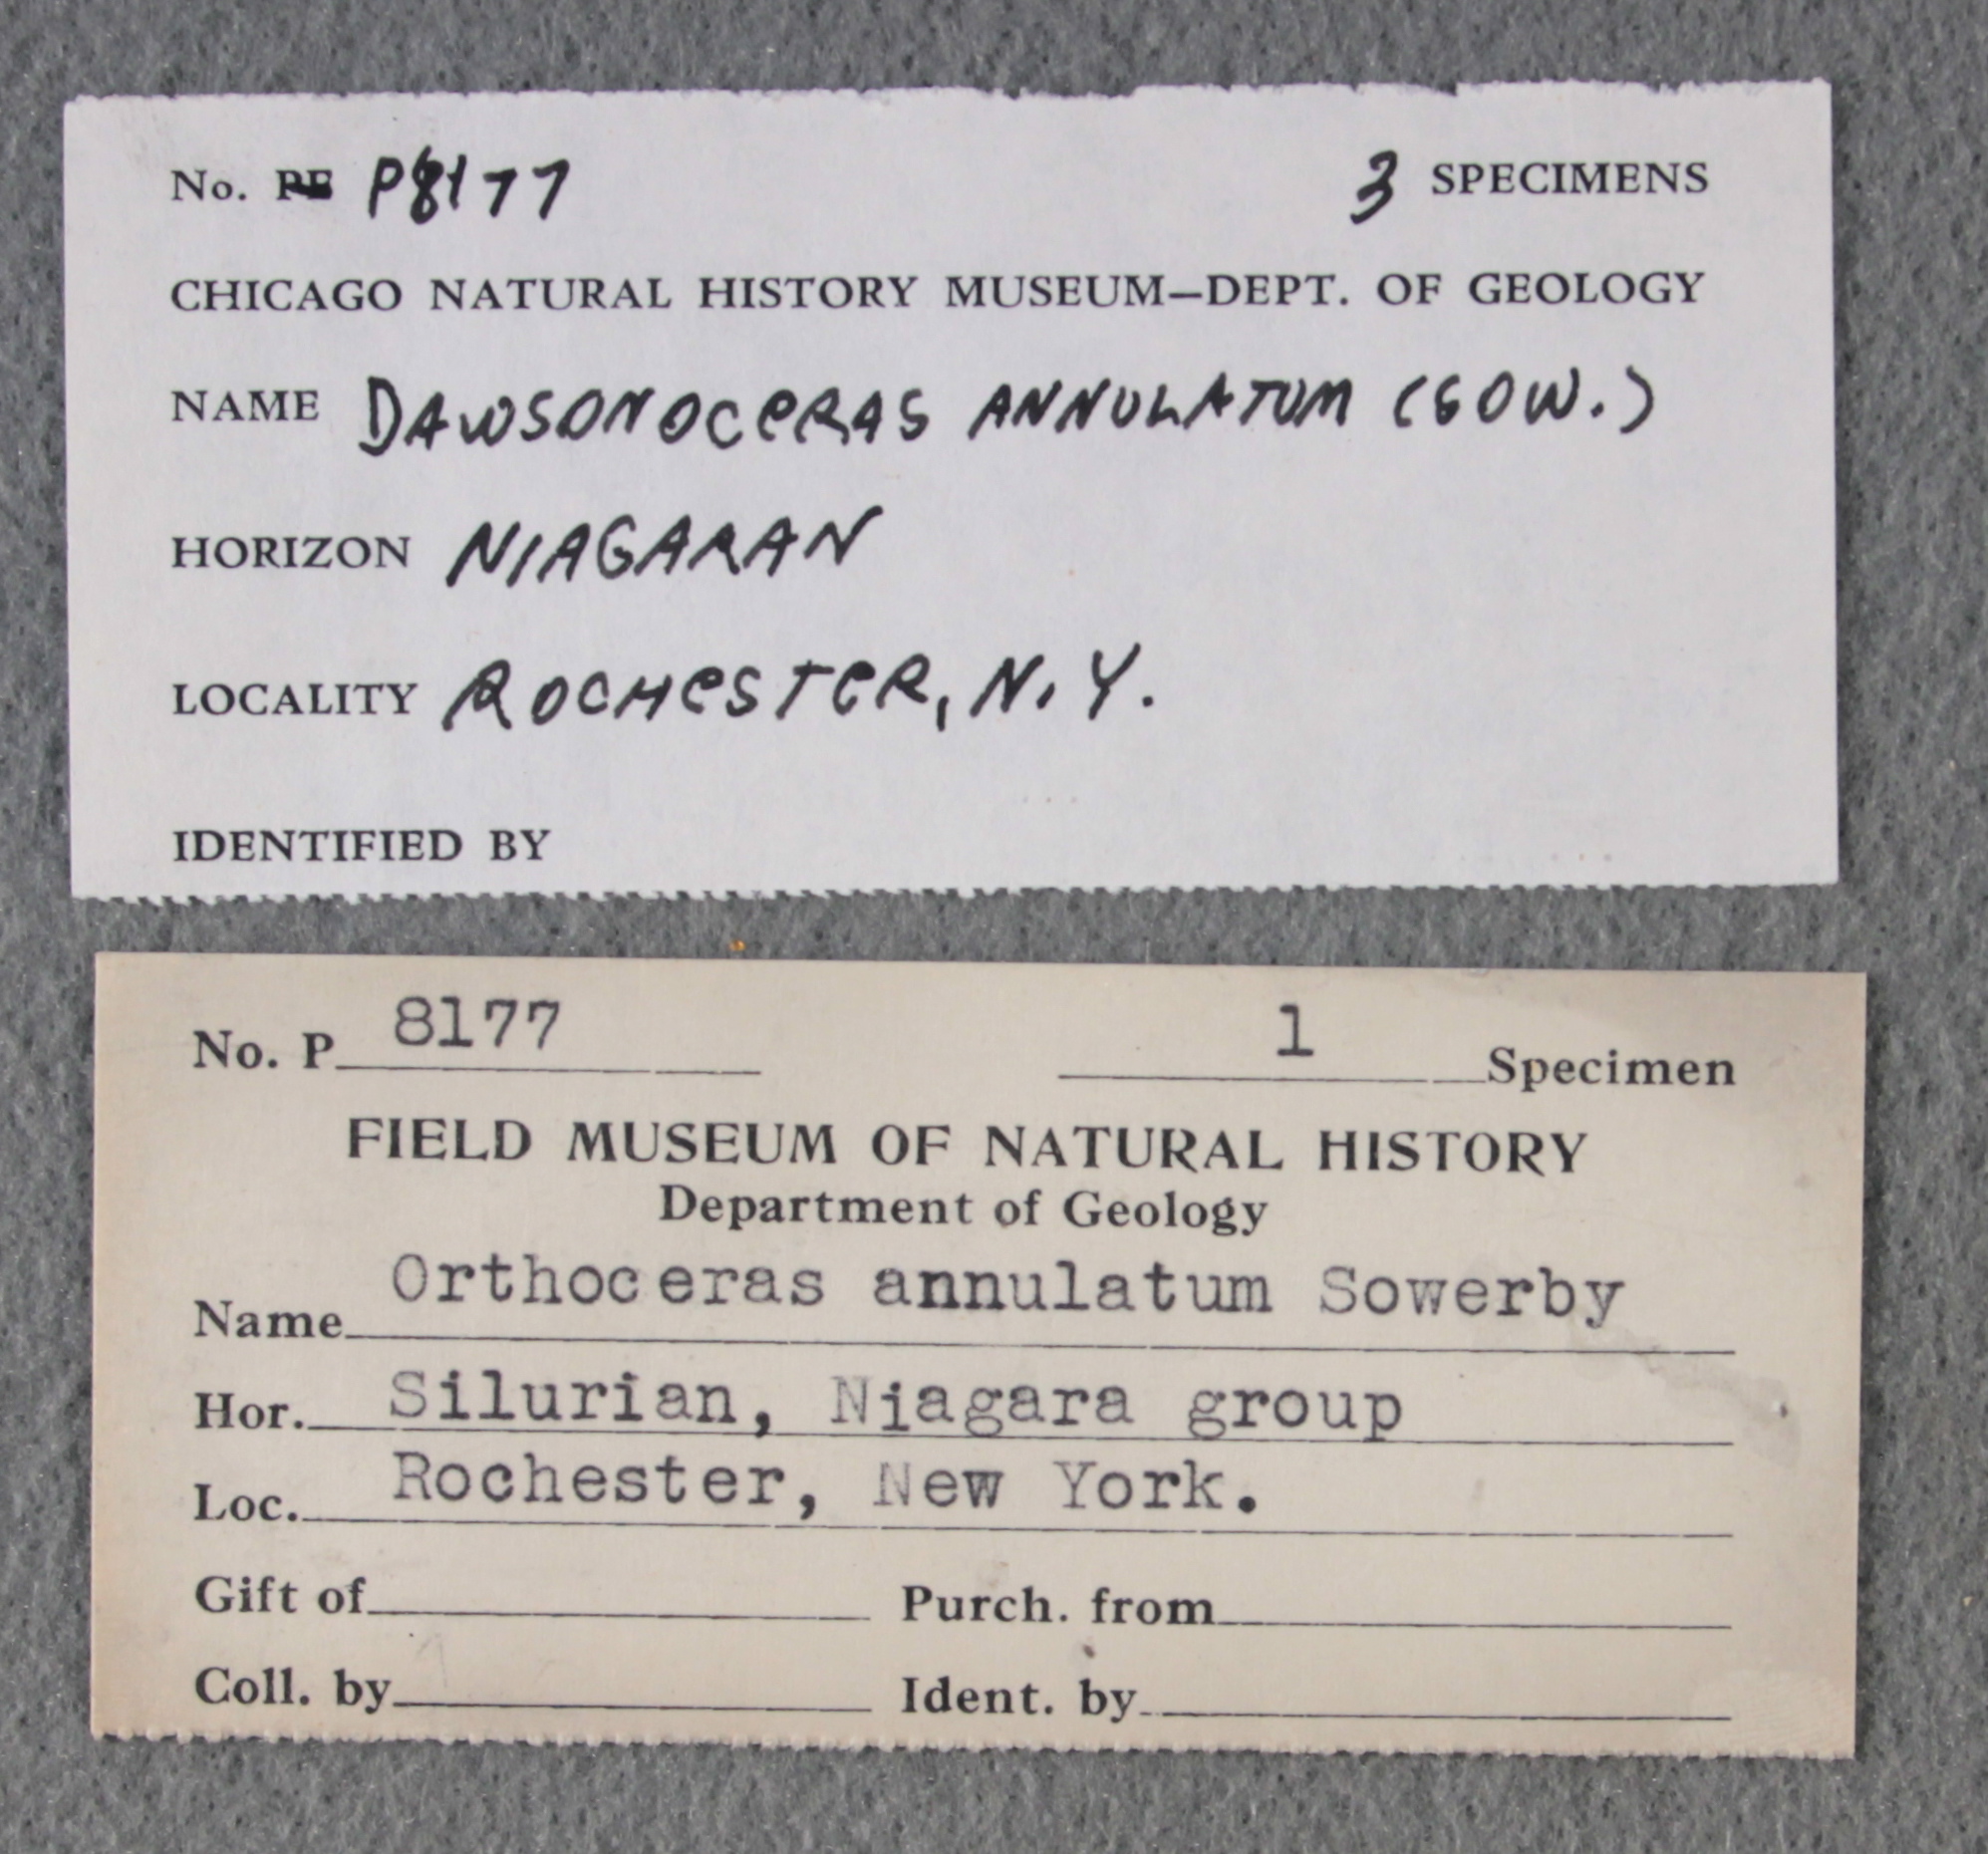 No. PE P8177 3 SPECIMENS
CHICAGO NATURAL HISTORY MUSEUM—DEPT. OF GEOLOGY
NAME DAWSONOCERAS ANNULATUM (SOW.)
HORIZON NIAGARAN
LOCALITY ROCHESTER, N.Y.
IDENTIFIED BY
No. P 8177 1 Specimen
FIELD MUSEUM OF NATURAL HISTORY
Department of Geology
Name Orthoceras annulatum Sowerby
Hor. Silurian, Niagara group
Loc. Rochester, New York.
Gift of Purch. from
Coll. by Ident. by